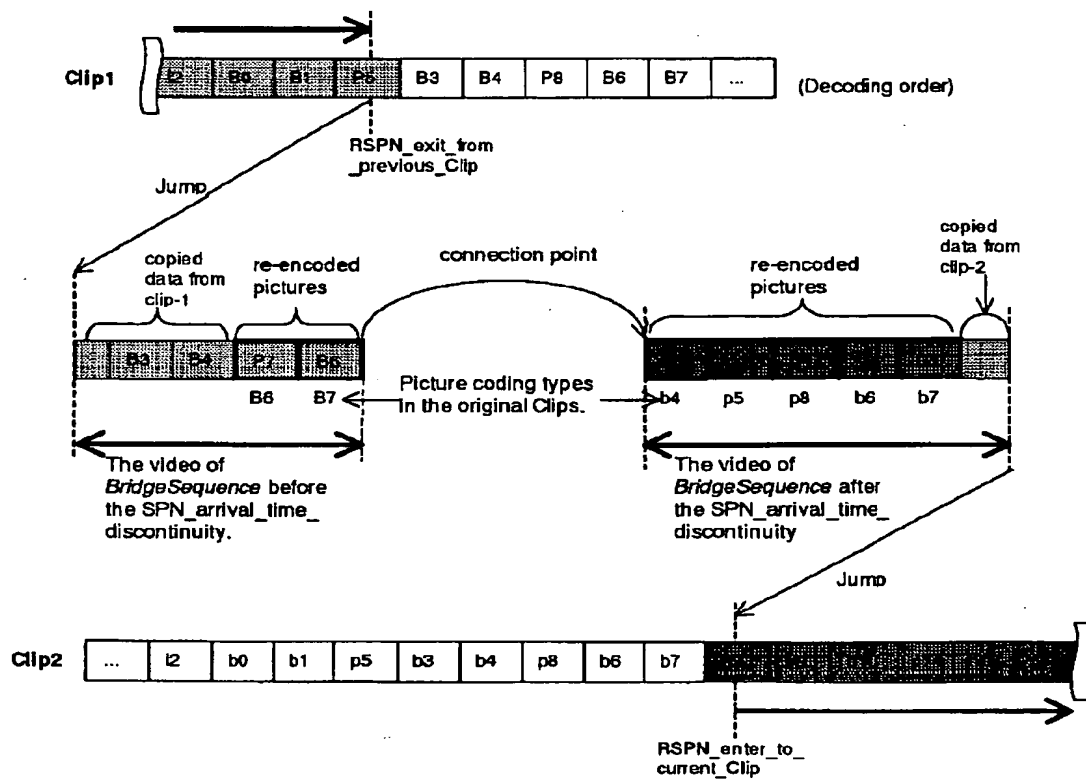 Clip1
I2 B0 B1 P5 B3 B4 P8 B6 B7 ...
(Decoding order)
RSPN_exit_from
_previous_Clip
Jump
copied
data from
clip-1
re-encoded
pictures
connection point
re-encoded
pictures
copied
data from
clip-2
B3 B4 P7 B6
B6 B7
Picture coding types
in the original Clips.
b4 p5 p8 b6 b7
The video of
BridgeSequence before
the SPN_arrival_time_
discontinuity.
The video of
BridgeSequence after
the SPN_arrival_time_
discontinuity
Jump
Clip2
... i2 b0 b1 p5 b3 b4 p8 b6 b7
RSPN_enter_to_
current_Clip